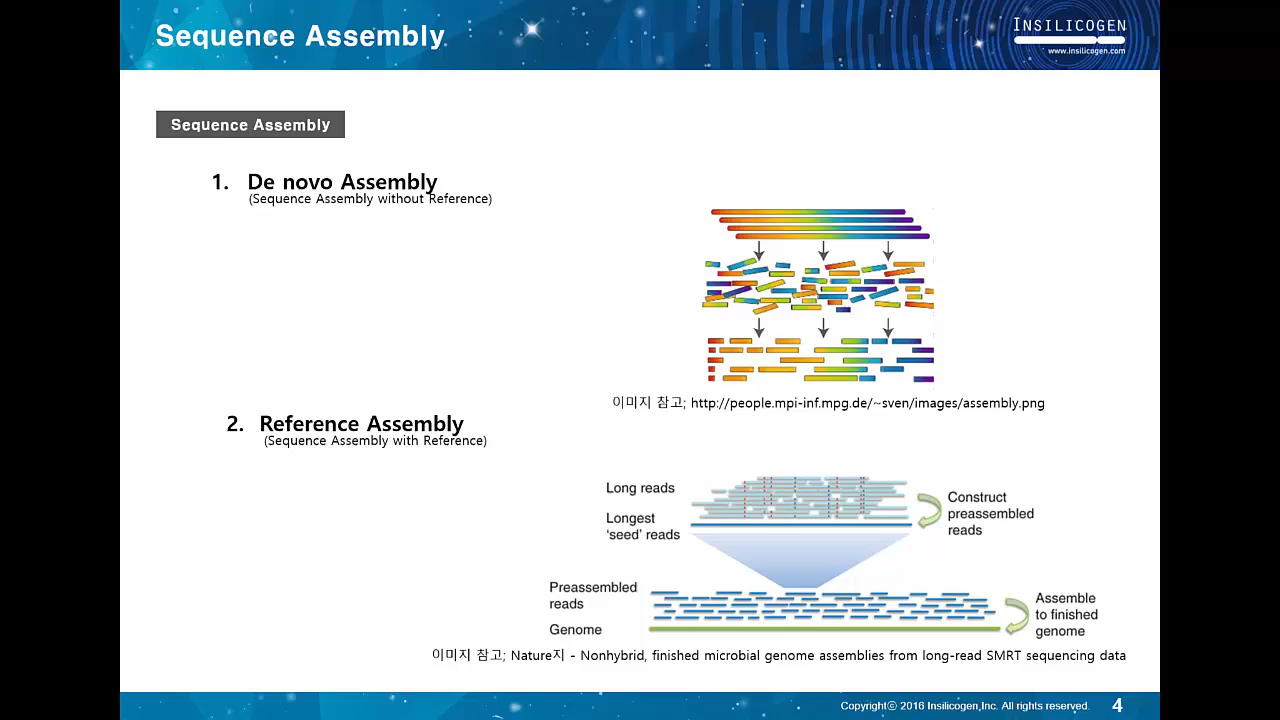 Sequence Assembly
INSILICOGEN
www.insilicogen.com
Sequence Assembly
1. De novo Assembly
(Sequence Assembly without Reference)
이미지 참고; http://people.mpi-inf.mpg.de/~sven/images/assembly.png
2. Reference Assembly
(Sequence Assembly with Reference)
Long reads
Longest
‘seed’ reads
Construct
preassembled
reads
Preassembled
reads
Genome
Assemble
to finished
genome
이미지 참고; Nature지 - Nonhybrid, finished microbial genome assemblies from long-read SMRT sequencing data
Copyrightⓒ 2016 Insilicogen,Inc. All rights reserved.
4